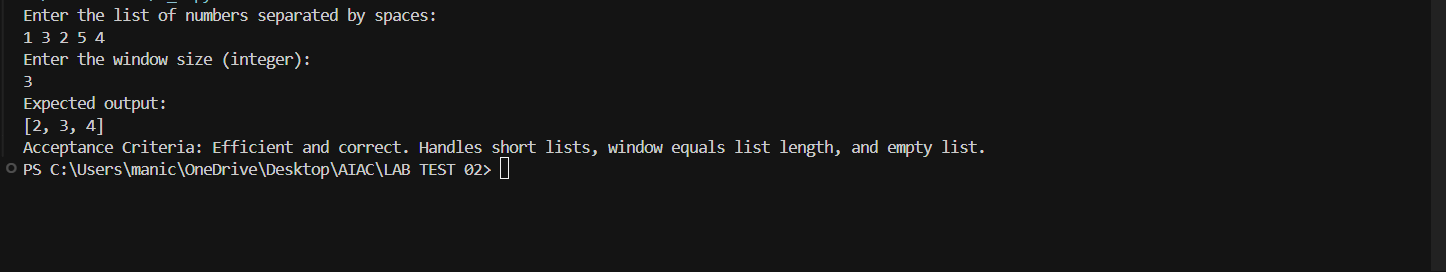 Enter the list of numbers separated by spaces:
1 3 2 5 4
Enter the window size (integer):
3
Expected output:
[2, 3, 4]
Acceptance Criteria: Efficient and correct. Handles short lists, window equals list length, and empty list.
PS C:\Users\manic\OneDrive\Desktop\AIAC\LAB TEST 02>